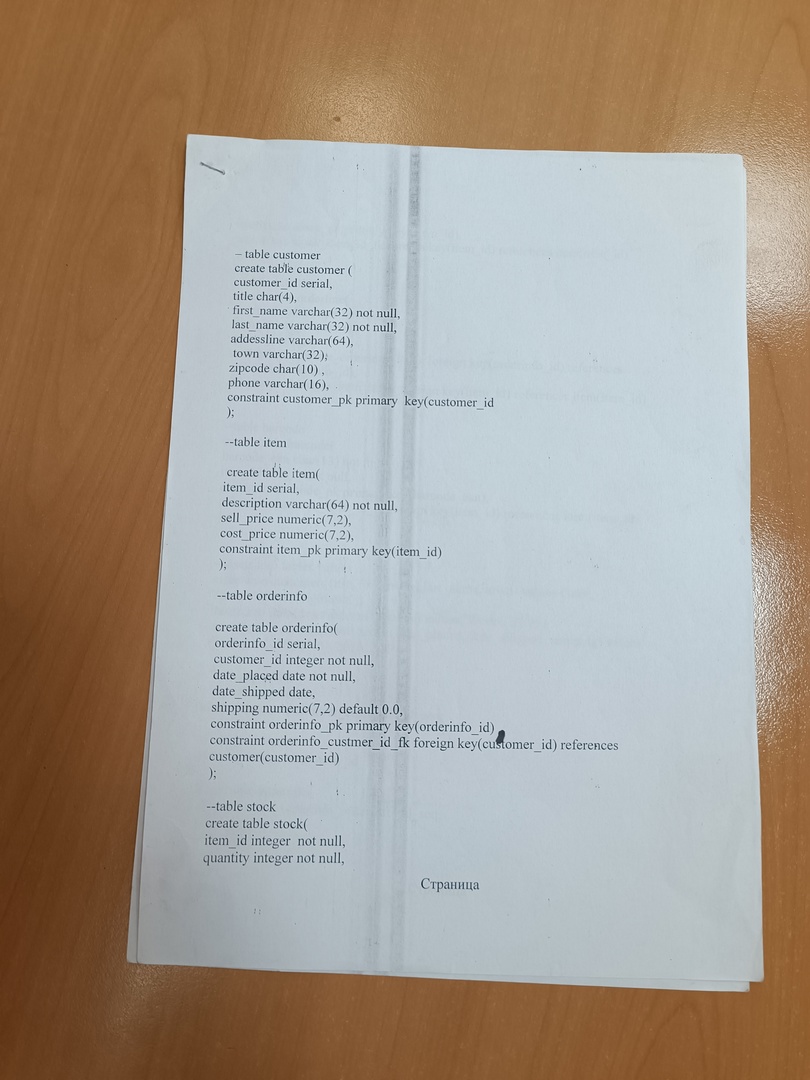 – table customer
create table customer (
customer_id serial,
title char(4),
first_name varchar(32) not null,
last_name varchar(32) not null,
addessline varchar(64),
town varchar(32);
zipcode char(10) ,
phone varchar(16),
constraint customer_pk primary key(customer_id
);
--table item
create table item(
item_id serial,
description varchar(64) not null,
sell_price numeric(7,2),
cost_price numeric(7,2),
constraint item_pk primary key(item_id)
);
--table orderinfo
create table orderinfo(
orderinfo_id serial,
customer_id integer not null,
date_placed date not null,
date_shipped date,
shipping numeric(7,2) default 0.0,
constraint orderinfo_pk primary key(orderinfo_id)
constraint orderinfo_custmer_id_fk foreign key(customer_id) references
customer(customer_id)
);
--table stock
create table stock(
item_id integer not null,
quantity integer not null,
Страница